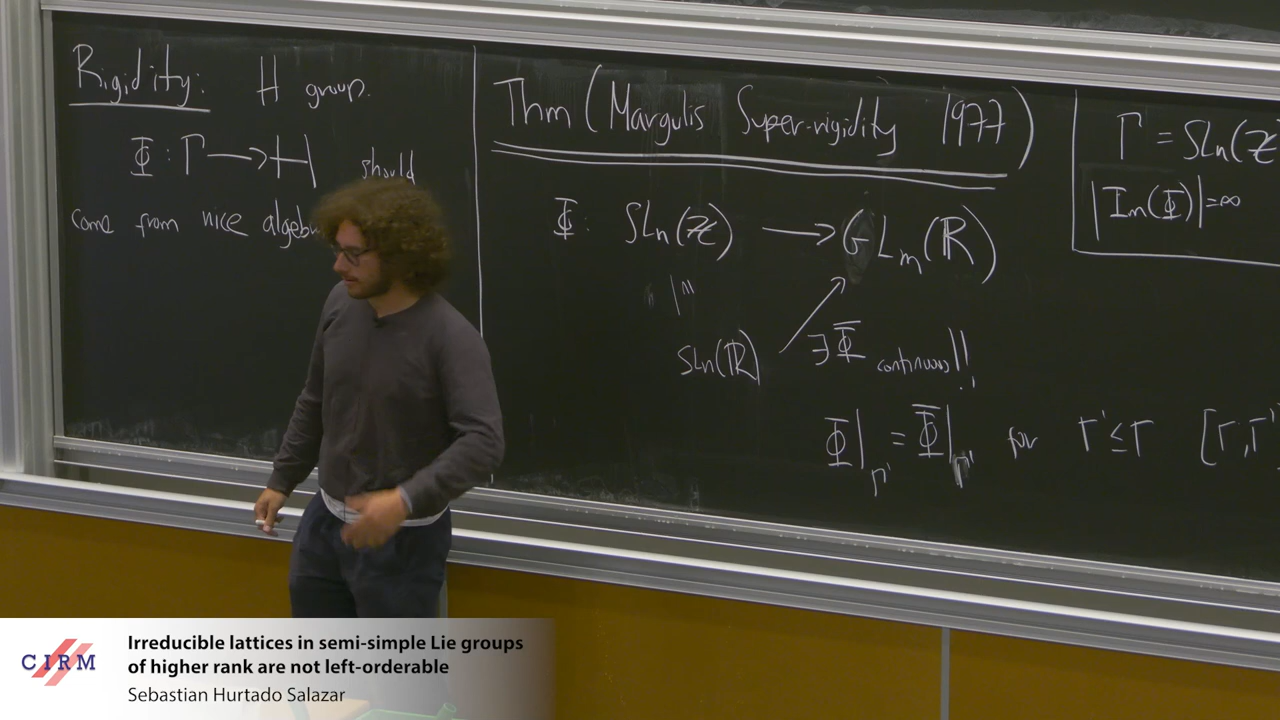 Rigidity: H group.
Φ : Γ → H should
come from nice algebr
Thm (Margulis Super-rigidity 1977)
Φ: SLn(Z) → GLm(R)
SLn(R) ∃ Φ̅ continuous!!
Φ|Γ' = Φ̅|Γ' for Γ' ≤ Γ [Γ,Γ'
Γ = SLn(Z
|Im(Φ)|=∞
CIRM
Irreducible lattices in semi-simple Lie groups
of higher rank are not left-orderable
Sebastian Hurtado Salazar